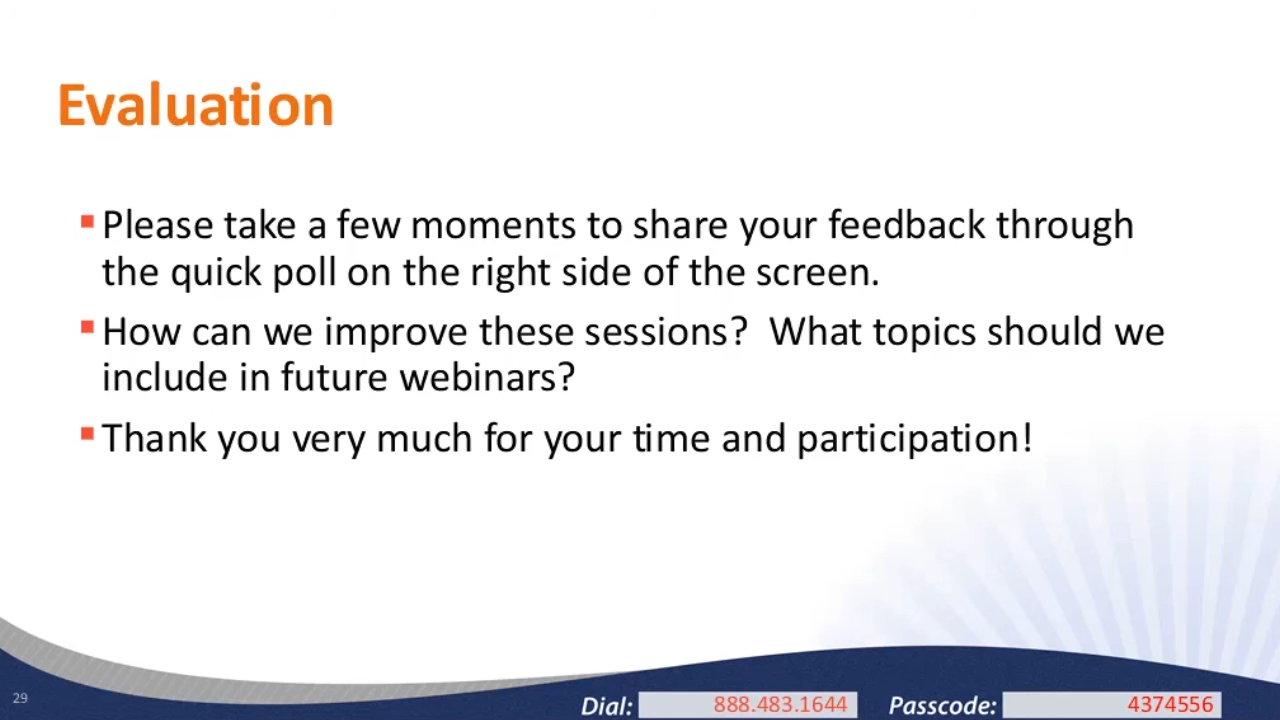 Evaluation
Please take a few moments to share your feedback through
the quick poll on the right side of the screen.
How can we improve these sessions?  What topics should we
include in future webinars?
Thank you very much for your time and participation!
29
Dial: 888.483.1644 Passcode: 4374556